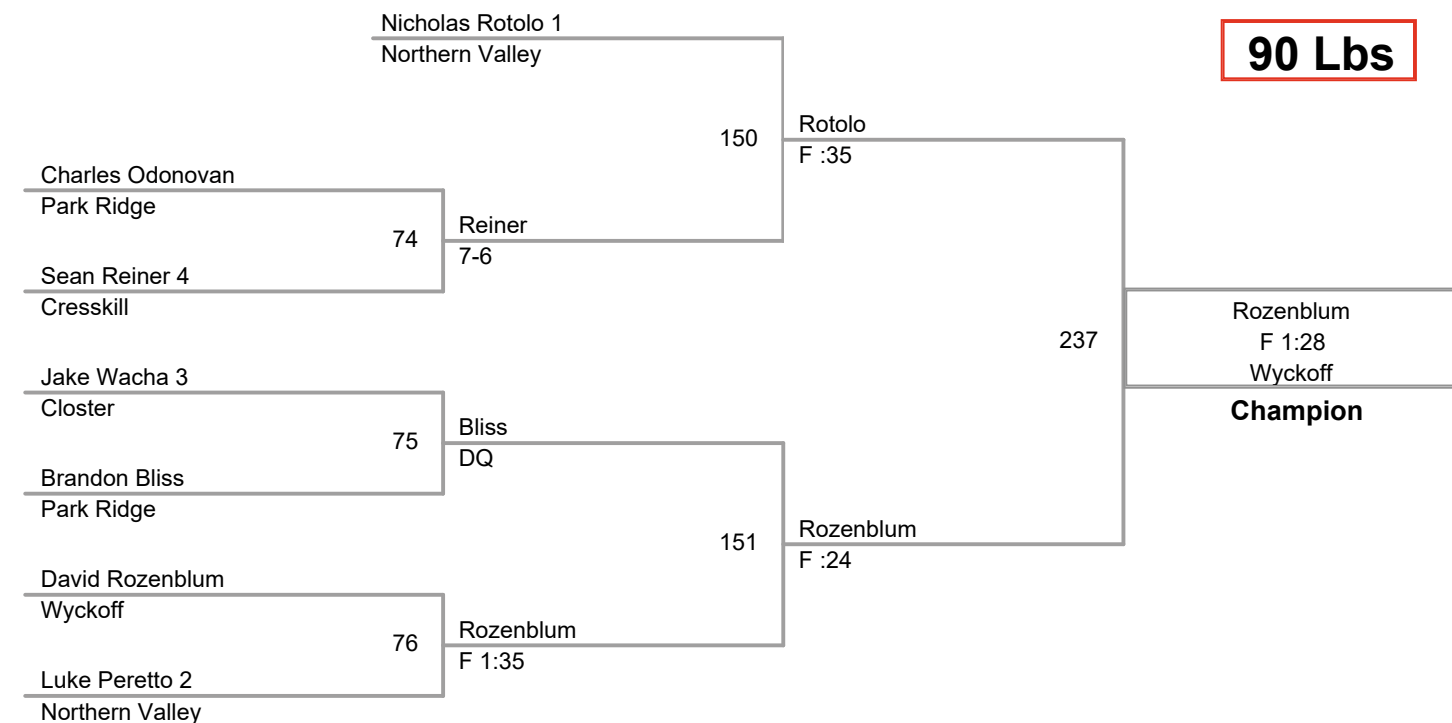 Nicholas Rotolo 1
Northern Valley
90 Lbs
150
Rotolo
F :35
Charles Odonovan
Park Ridge
74
Reiner
7-6
Sean Reiner 4
Cresskill
237
Rozenblum
F 1:28
Wyckoff
Champion
Jake Wacha 3
Closter
75
Bliss
DQ
Brandon Bliss
Park Ridge
151
Rozenblum
F :24
David Rozenblum
Wyckoff
76
Rozenblum
F 1:35
Luke Peretto 2
Northern Valley